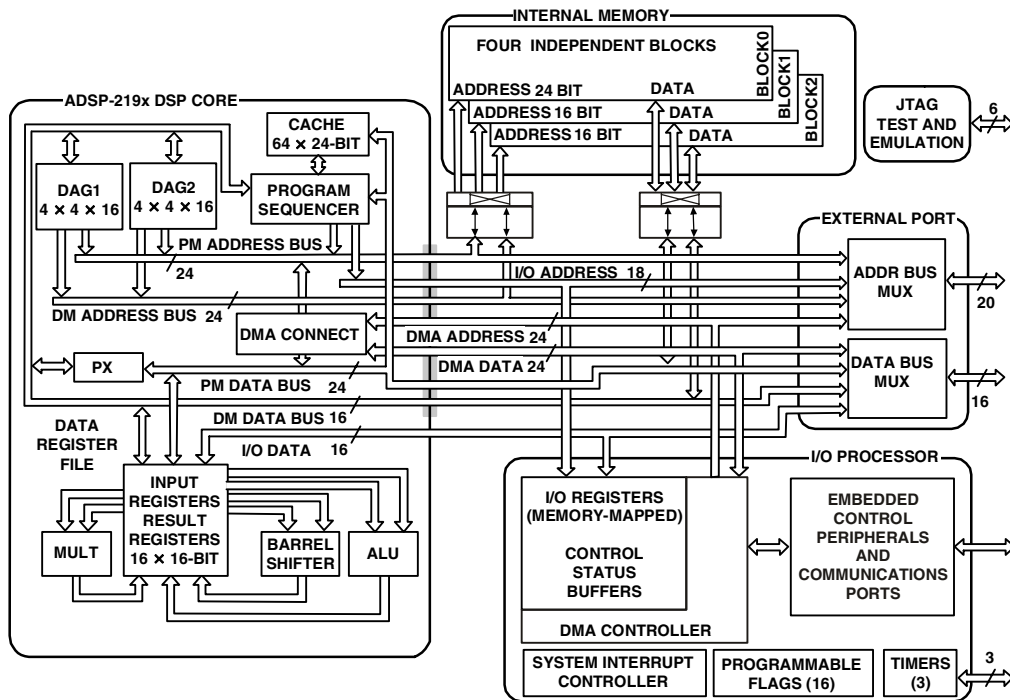 INTERNAL MEMORY
FOUR INDEPENDENT BLOCKS
BLOCK0
BLOCK1
BLOCK2
ADDRESS 24 BIT
DATA
ADDRESS 16 BIT
DATA
ADDRESS 16 BIT
DATA
JTAG
TEST AND
EMULATION
6
ADSP-219x DSP CORE
CACHE
64 × 24-BIT
DAG1
4 × 4 × 16
DAG2
4 × 4 × 16
PROGRAM
SEQUENCER
PM ADDRESS BUS
24
I/O ADDRESS
18
DM ADDRESS BUS
24
DMA CONNECT
DMA ADDRESS
24
DMA DATA
24
PX
PM DATA BUS
24
DM DATA BUS
16
I/O DATA
16
EXTERNAL PORT
ADDR BUS
MUX
20
DATA BUS
MUX
16
DATA
REGISTER
FILE
INPUT
REGISTERS
RESULT
REGISTERS
16 × 16-BIT
MULT
BARREL
SHIFTER
ALU
I/O PROCESSOR
I/O REGISTERS
(MEMORY-MAPPED)
CONTROL
STATUS
BUFFERS
DMA CONTROLLER
EMBEDDED
CONTROL
PERIPHERALS
AND
COMMUNICATIONS
PORTS
SYSTEM INTERRUPT
CONTROLLER
PROGRAMMABLE
FLAGS (16)
TIMERS
(3)
3